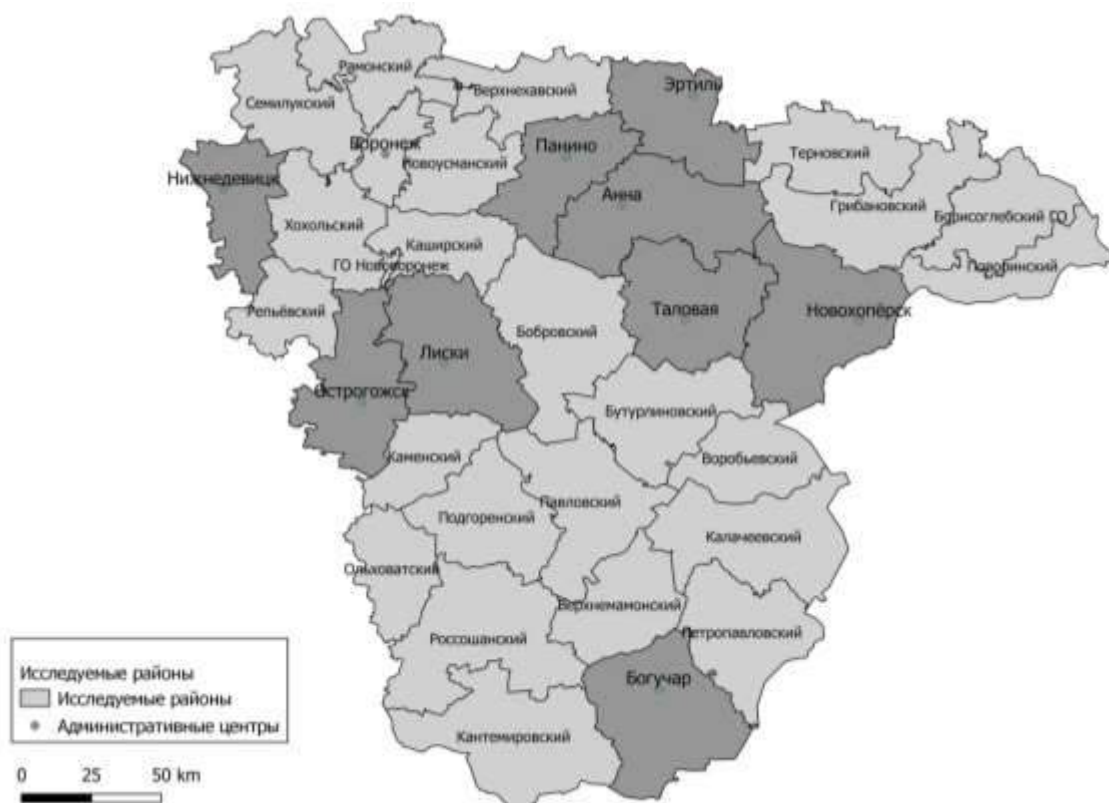 Рамонский
Эртиль
Верхнехавский
Семилукский
Воронеж
Панино
Терновский
Новоусманский
Нижнедевицк
Анна
Грибановский
Борисоглебский ГО
Хохольский
Каширский
ГО Нововоронеж
Поворинский
Репьёвский
Таловая
Новохопёрск
Бобровский
Лиски
Острогожск
Бутурлиновский
Каменский
Воробьевский
Павловский
Подгоренский
Калачеевский
Ольховатский
Верхнемамонский
Россошанский
Петропавловский
Богучар
Кантемировский
Исследуемые районы
Исследуемые районы
Административные центры
0 25 50 km